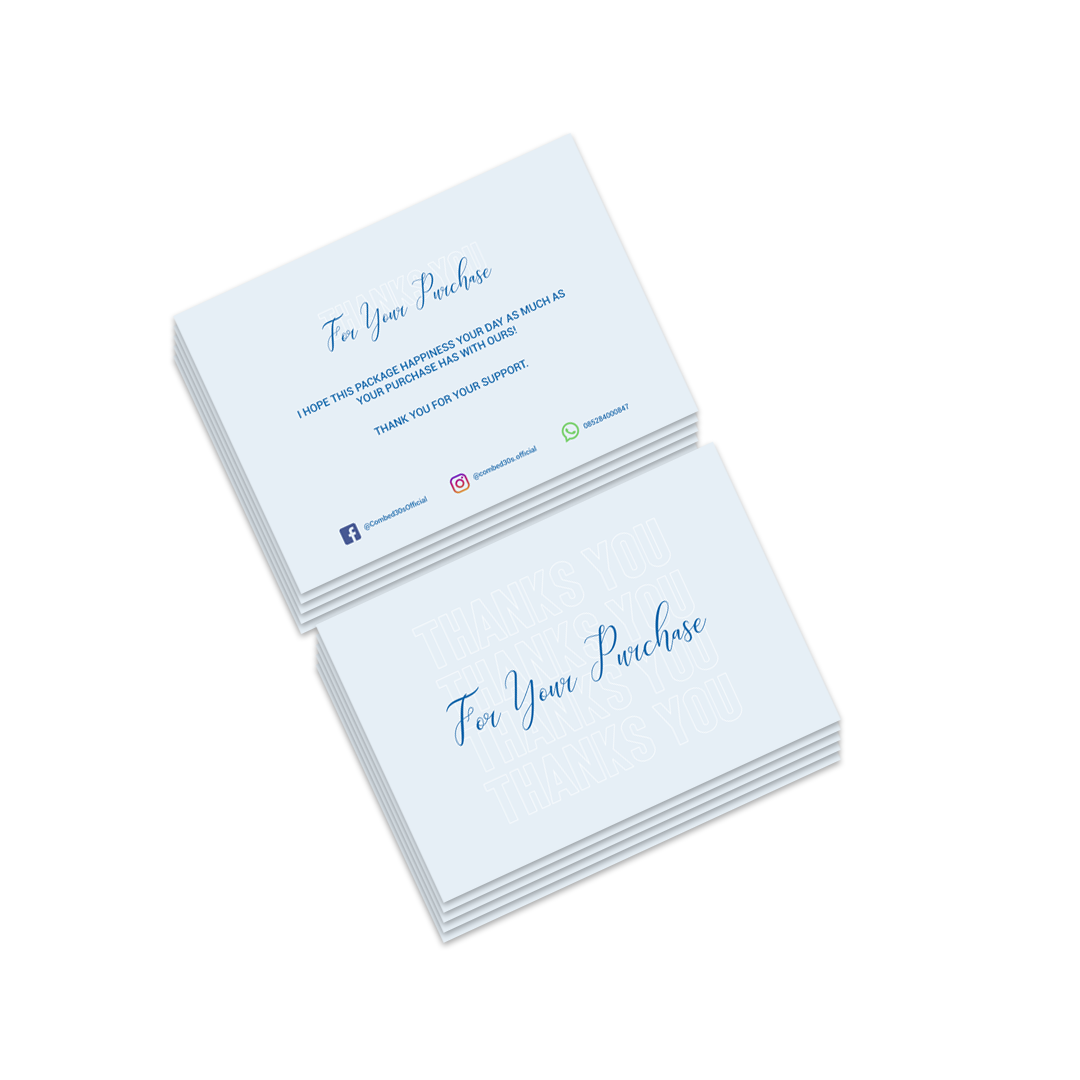 THANKS YOU
For Your Purchase
I HOPE THIS PACKAGE HAPPINESS YOUR DAY AS MUCH AS
YOUR PURCHASE HAS WITH OURS!
THANK YOU FOR YOUR SUPPORT.
@Combed30sOfficial
@combed30s.official
085284000847
THANKS YOU
THANKS YOU
For Your Purchase
THANKS YOU
THANKS YOU